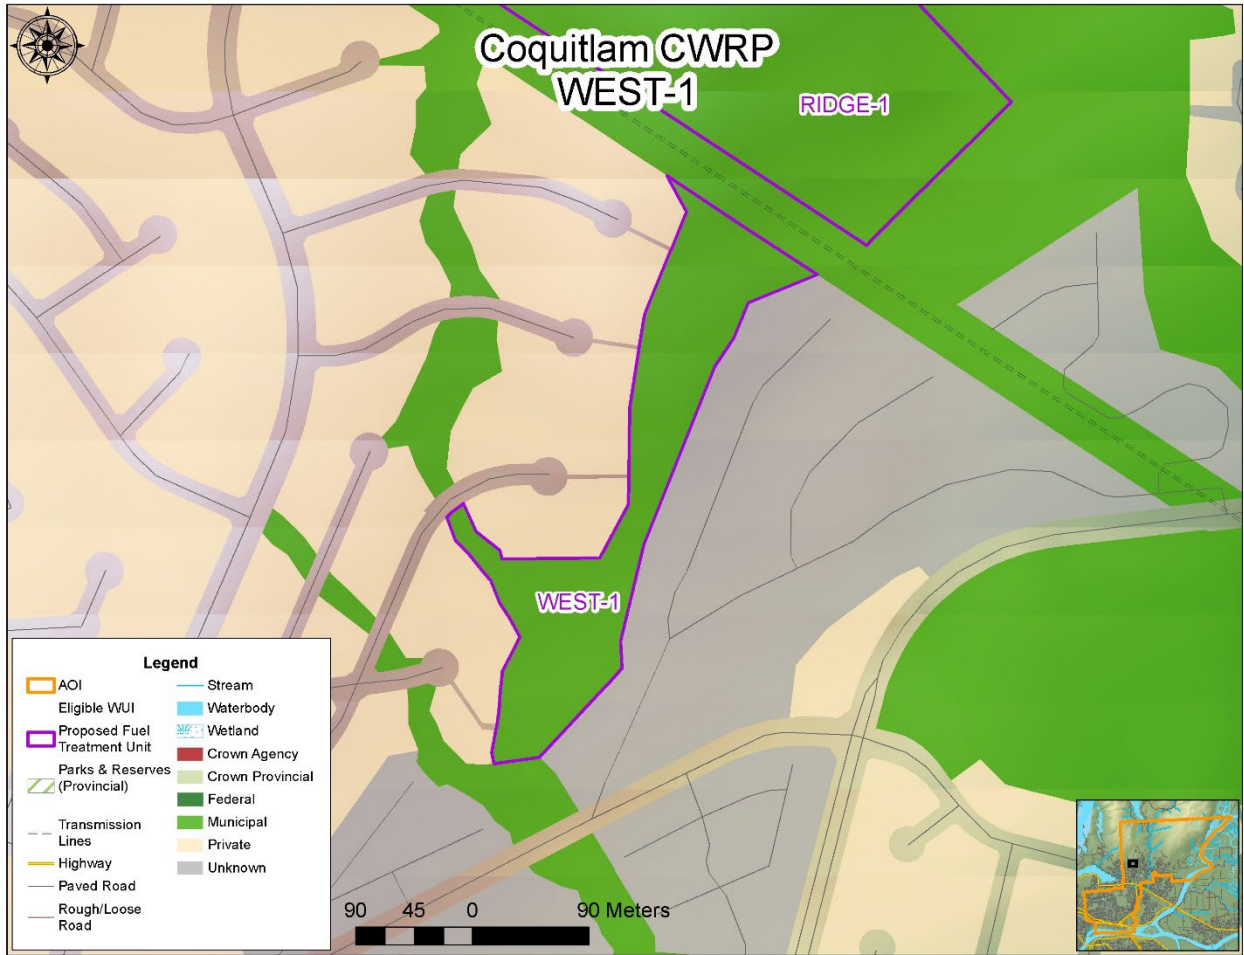 Coquitlam CWRP
WEST-1
RIDGE-1
WEST-1
Legend
AOI
Eligible WUI
Proposed Fuel
Treatment Unit
Parks & Reserves
(Provincial)
Transmission
Lines
Highway
Paved Road
Rough/Loose
Road
Stream
Waterbody
Wetland
Crown Agency
Crown Provincial
Federal
Municipal
Private
Unknown
90 45 0 90 Meters